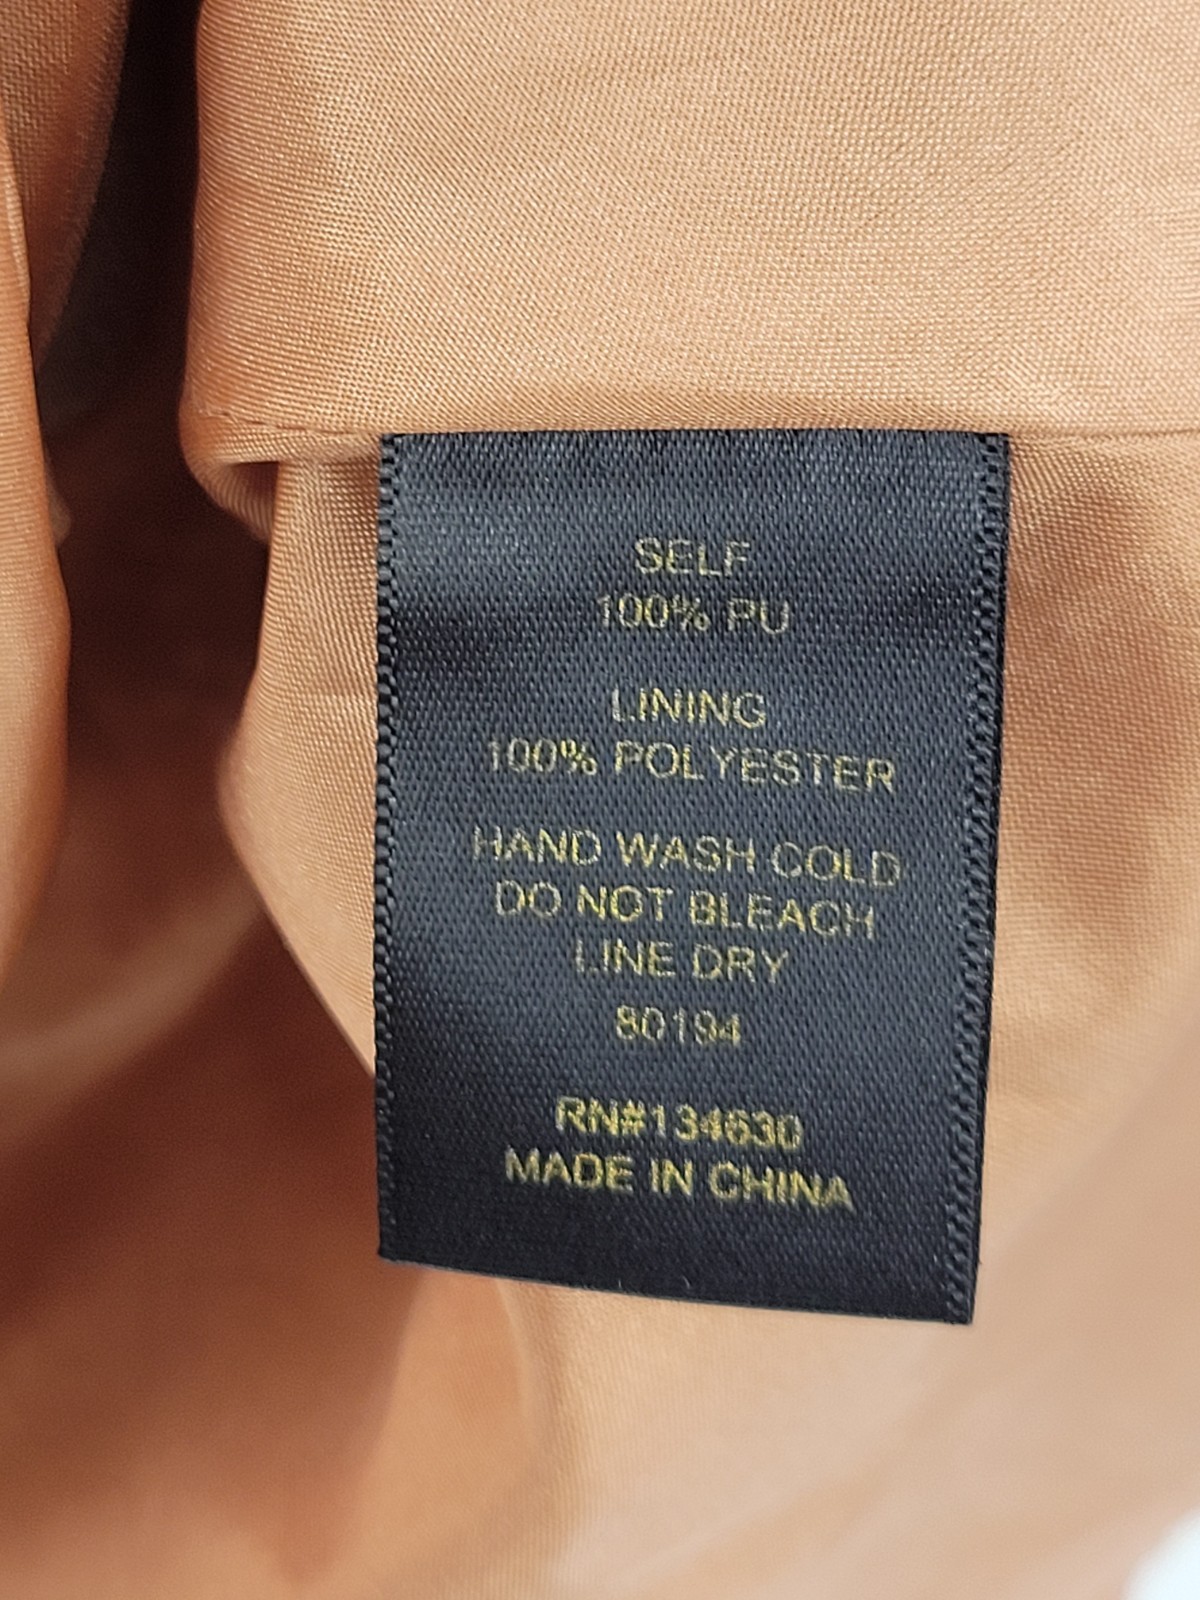 SELF
100% PU
LINING
100% POLYESTER
HAND WASH COLD
DO NOT BLEACH
LINE DRY
80194
RN#134630
MADE IN CHINA